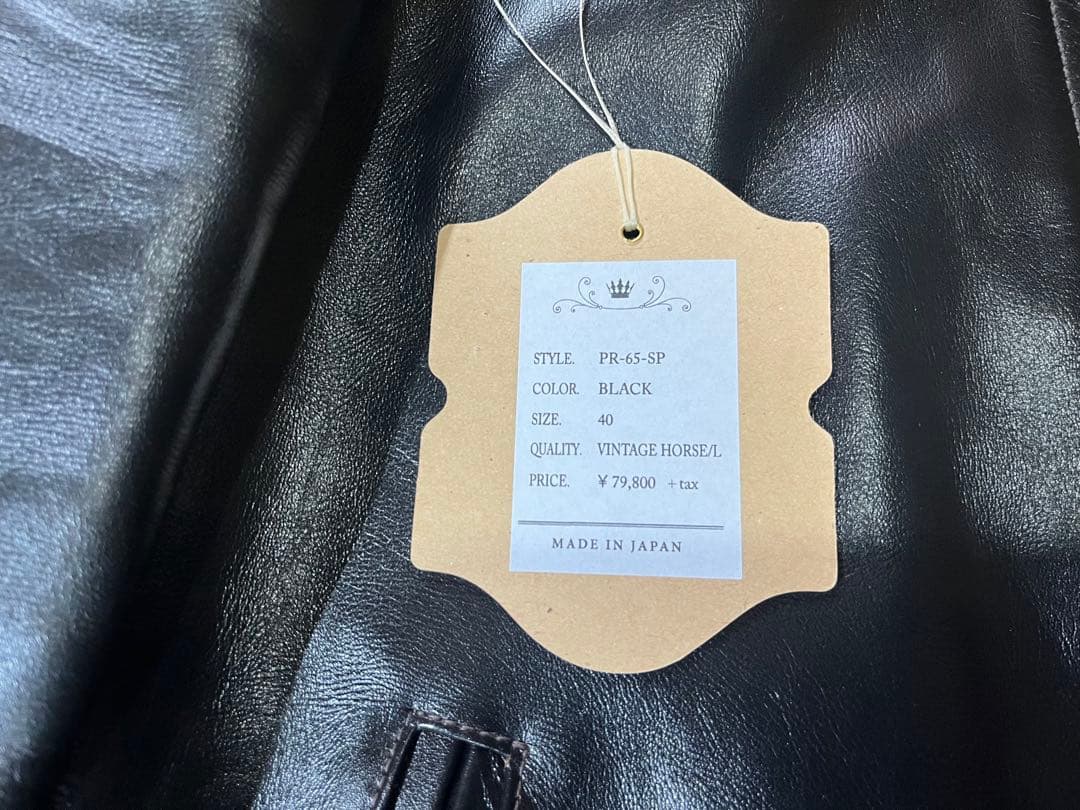 STYLE. PR-65-SP
COLOR. BLACK
SIZE. 40
QUALITY. VINTAGE HORSE/L
PRICE. ¥ 79,800 +tax
MADE IN JAPAN